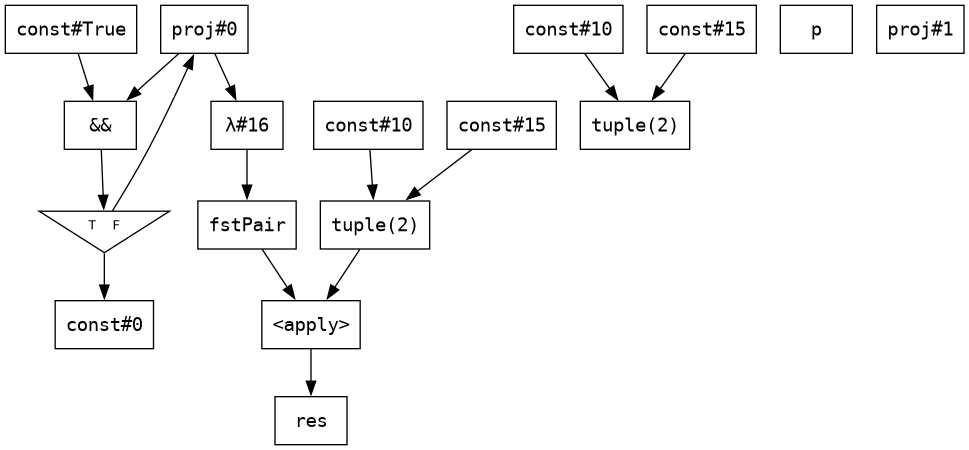 const#True
proj#0
const#10
const#15
p
proj#1
&&
λ#16
const#10
const#15
tuple(2)
T F
fstPair
tuple(2)
const#0
<apply>
res